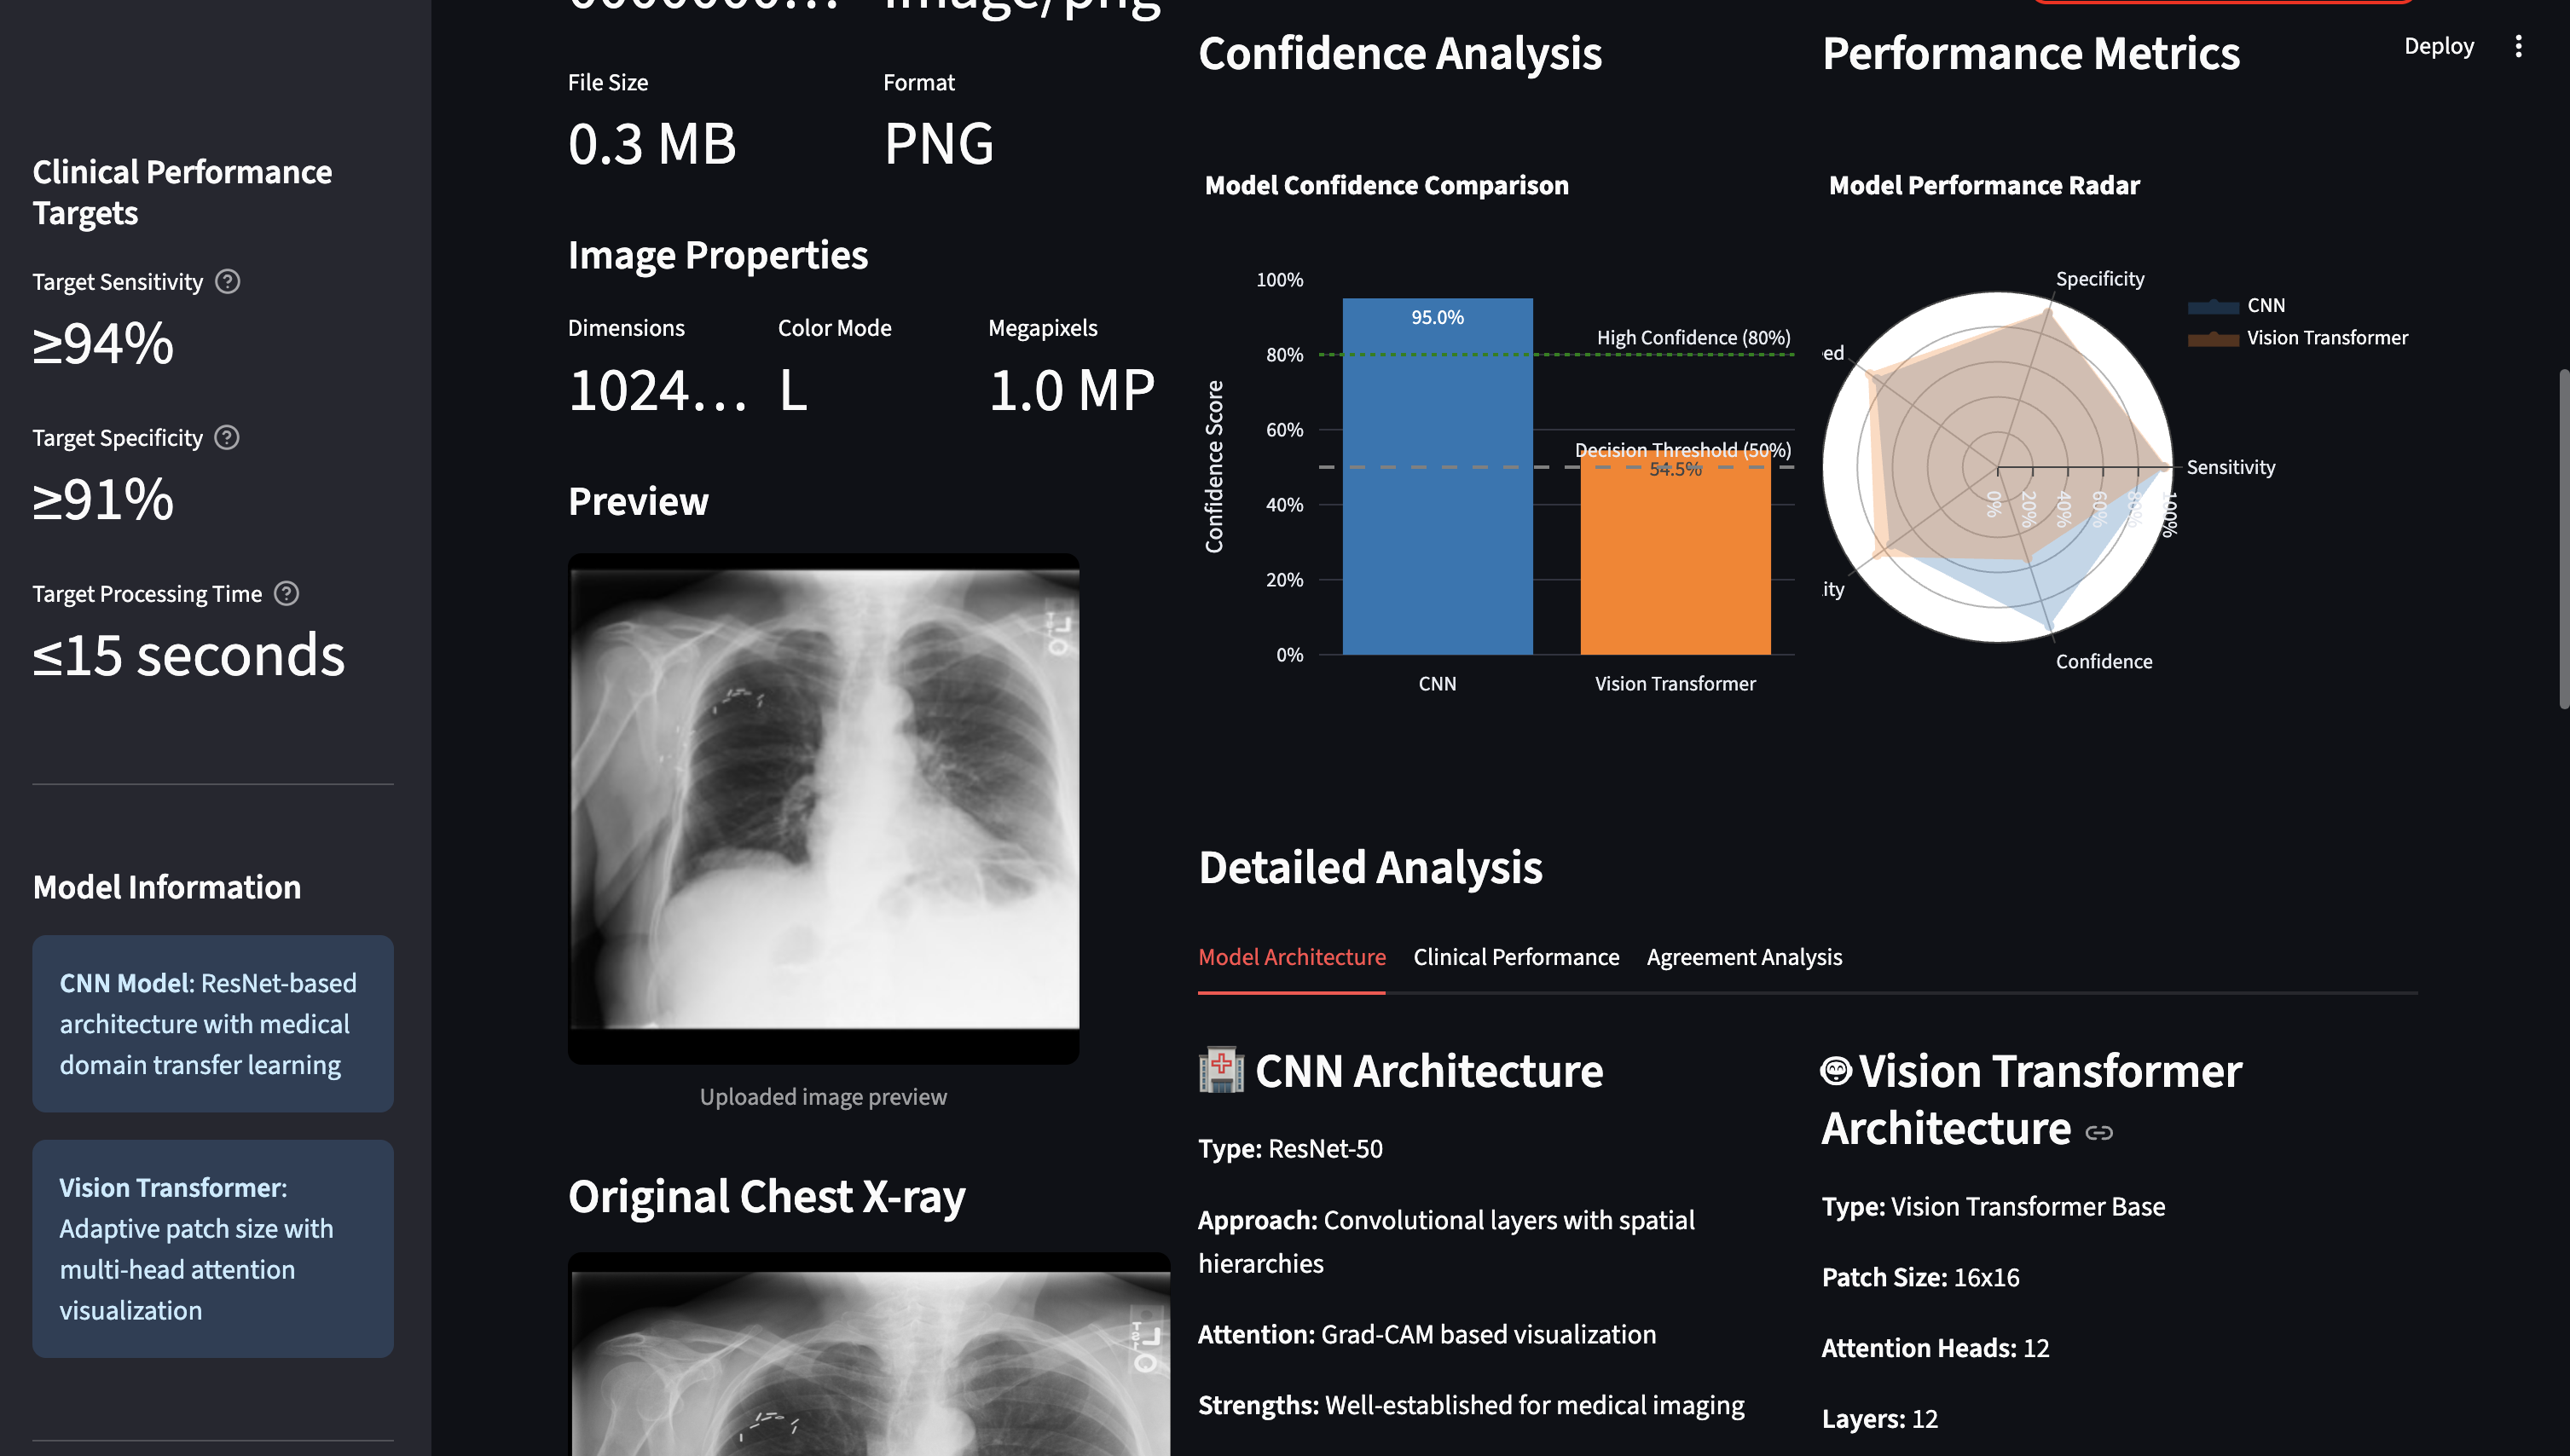 Clinical Performance
Targets
Target Sensitivity
≥94%
Target Specificity
≥91%
Target Processing Time
≤15 seconds
Model Information
CNN Model: ResNet-based
architecture with medical
domain transfer learning
Vision Transformer:
Adaptive patch size with
multi-head attention
visualization
image/png
File Size
Format
0.3 MB
PNG
Image Properties
Dimensions
Color Mode
Megapixels
1024...
L
1.0 MP
Preview
Uploaded image preview
Original Chest X-ray
Confidence Analysis
Model Confidence Comparison
Confidence Score
100%
80%
60%
40%
20%
0%
95.0%
High Confidence (80%)
Decision Threshold (50%)
54.5%
CNN
Vision Transformer
Performance Metrics
Deploy
Model Performance Radar
Specificity
CNN
Vision Transformer
ed
Sensitivity
0%
20%
40%
60%
80%
100%
ity
Confidence
Detailed Analysis
Model Architecture
Clinical Performance
Agreement Analysis
CNN Architecture
Type: ResNet-50
Approach: Convolutional layers with spatial
hierarchies
Attention: Grad-CAM based visualization
Strengths: Well-established for medical imaging
Vision Transformer
Architecture
Type: Vision Transformer Base
Patch Size: 16x16
Attention Heads: 12
Layers: 12